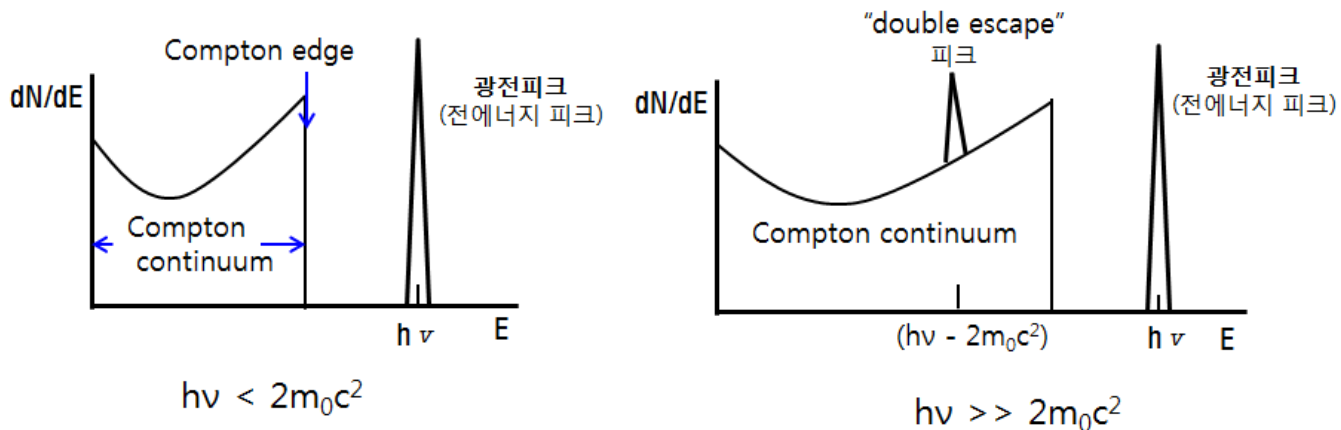 Compton edge
dN/dE
광전피크
(전에너지 피크)
Compton
continuum
h ν
E
hν < 2m₀c²
“double escape”
피크
dN/dE
광전피크
(전에너지 피크)
Compton continuum
(hν - 2m₀c²)
h ν
E
hν >> 2m₀c²